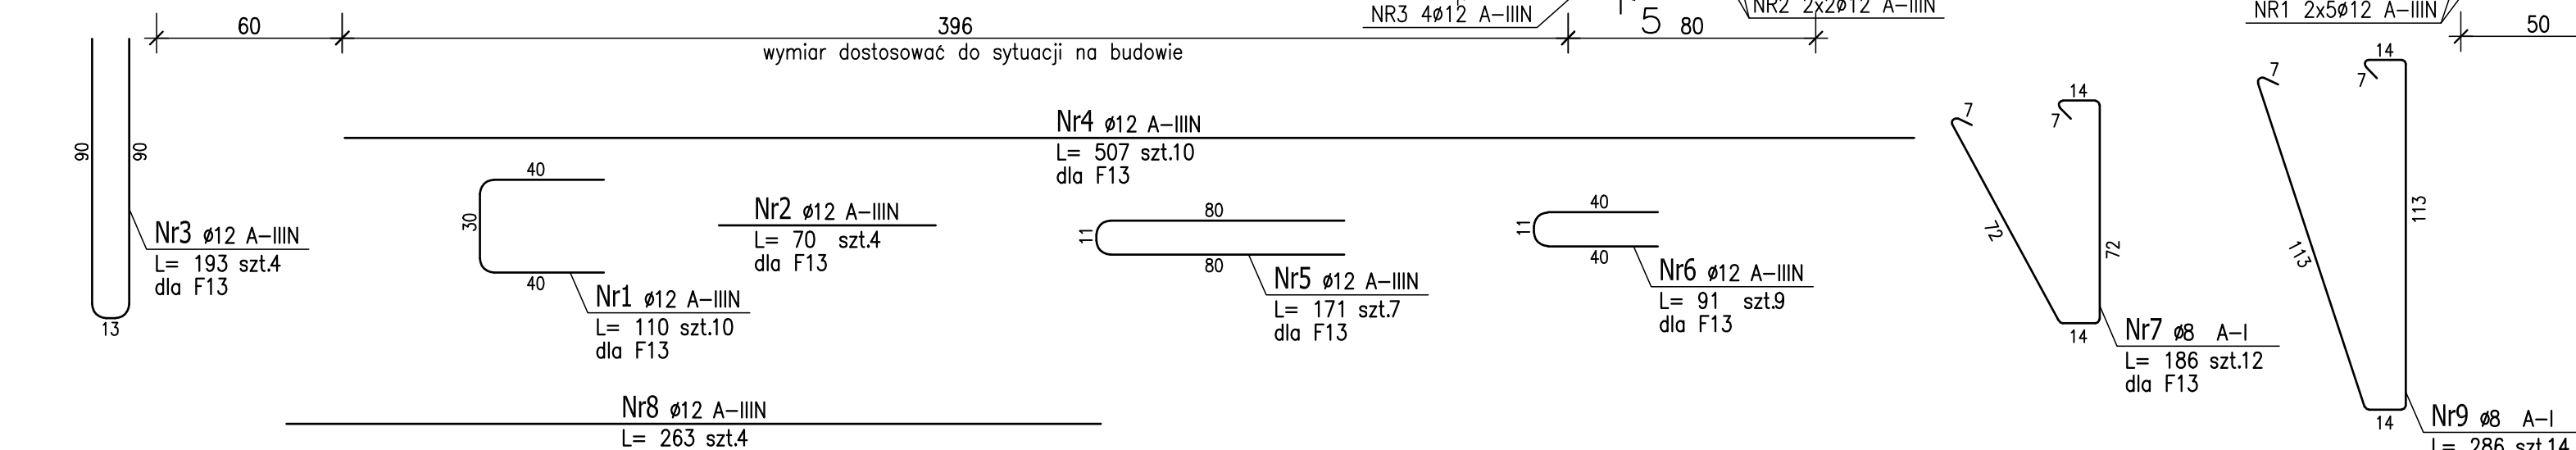 60
396
NR3 4ø12 A-IIIN
5
80
NR2 2x2ø12 A-IIIN
NR1 2x5ø12 A-IIIN
50
wymiar dostosować do sytuacji na budowie
90
90
13
Nr3 ø12 A-IIIN
L= 193 szt.4
dla F13
Nr4 ø12 A-IIIN
L= 507 szt.10
dla F13
40
30
40
Nr1 ø12 A-IIIN
L= 110 szt.10
dla F13
Nr2 ø12 A-IIIN
L= 70 szt.4
dla F13
80
11
80
Nr5 ø12 A-IIIN
L= 171 szt.7
dla F13
40
11
40
Nr6 ø12 A-IIIN
L= 91 szt.9
dla F13
7
14
7
72
72
14
Nr7 ø8 A-I
L= 186 szt.12
dla F13
7
14
7
113
113
14
Nr9 ø8 A-I
L= 286 szt.14
Nr8 ø12 A-IIIN
L= 263 szt.4